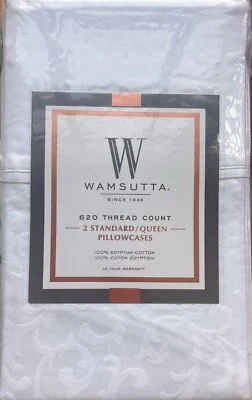 W
WAMSUTTA®
SINCE 1846
620 THREAD COUNT
2 STANDARD/QUEEN
PILLOWCASES
100% EGYPTIAN COTTON
100% COTON ÉGYPTIEN
10 YEAR WARRANTY